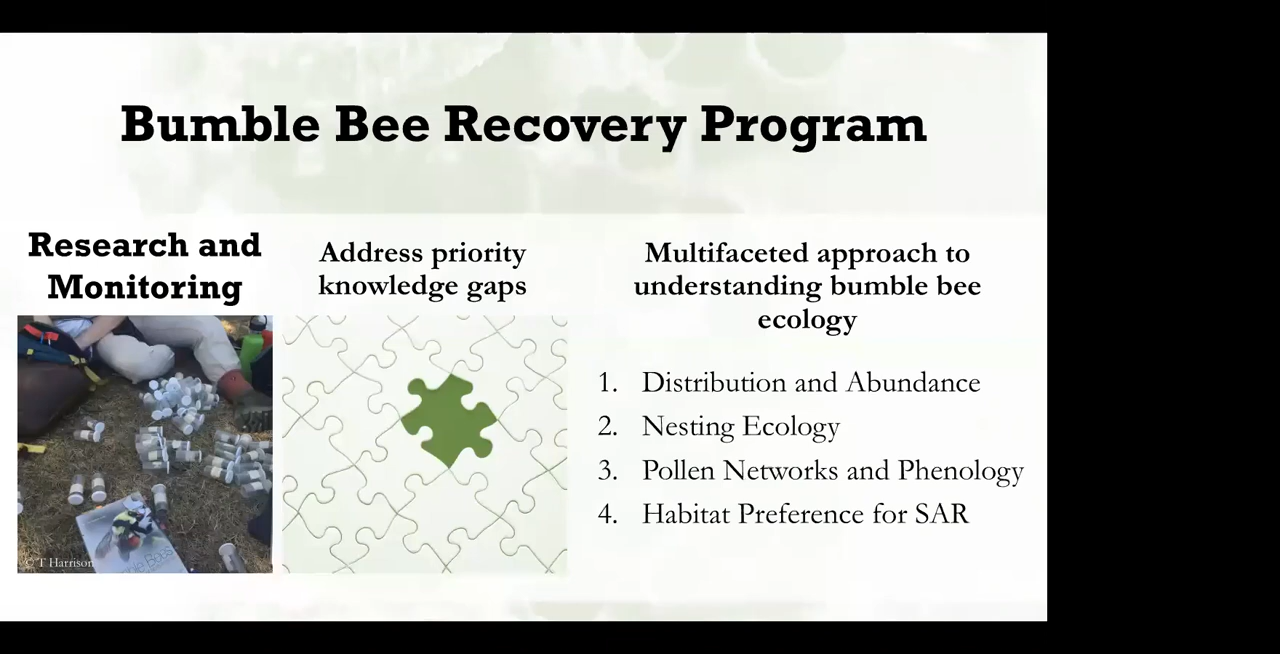 Bumble Bee Recovery Program
Research and
Monitoring
Address priority
knowledge gaps
Multifaceted approach to
understanding bumble bee
ecology
1. Distribution and Abundance
2. Nesting Ecology
3. Pollen Networks and Phenology
4. Habitat Preference for SAR
© T Harrison
Bees